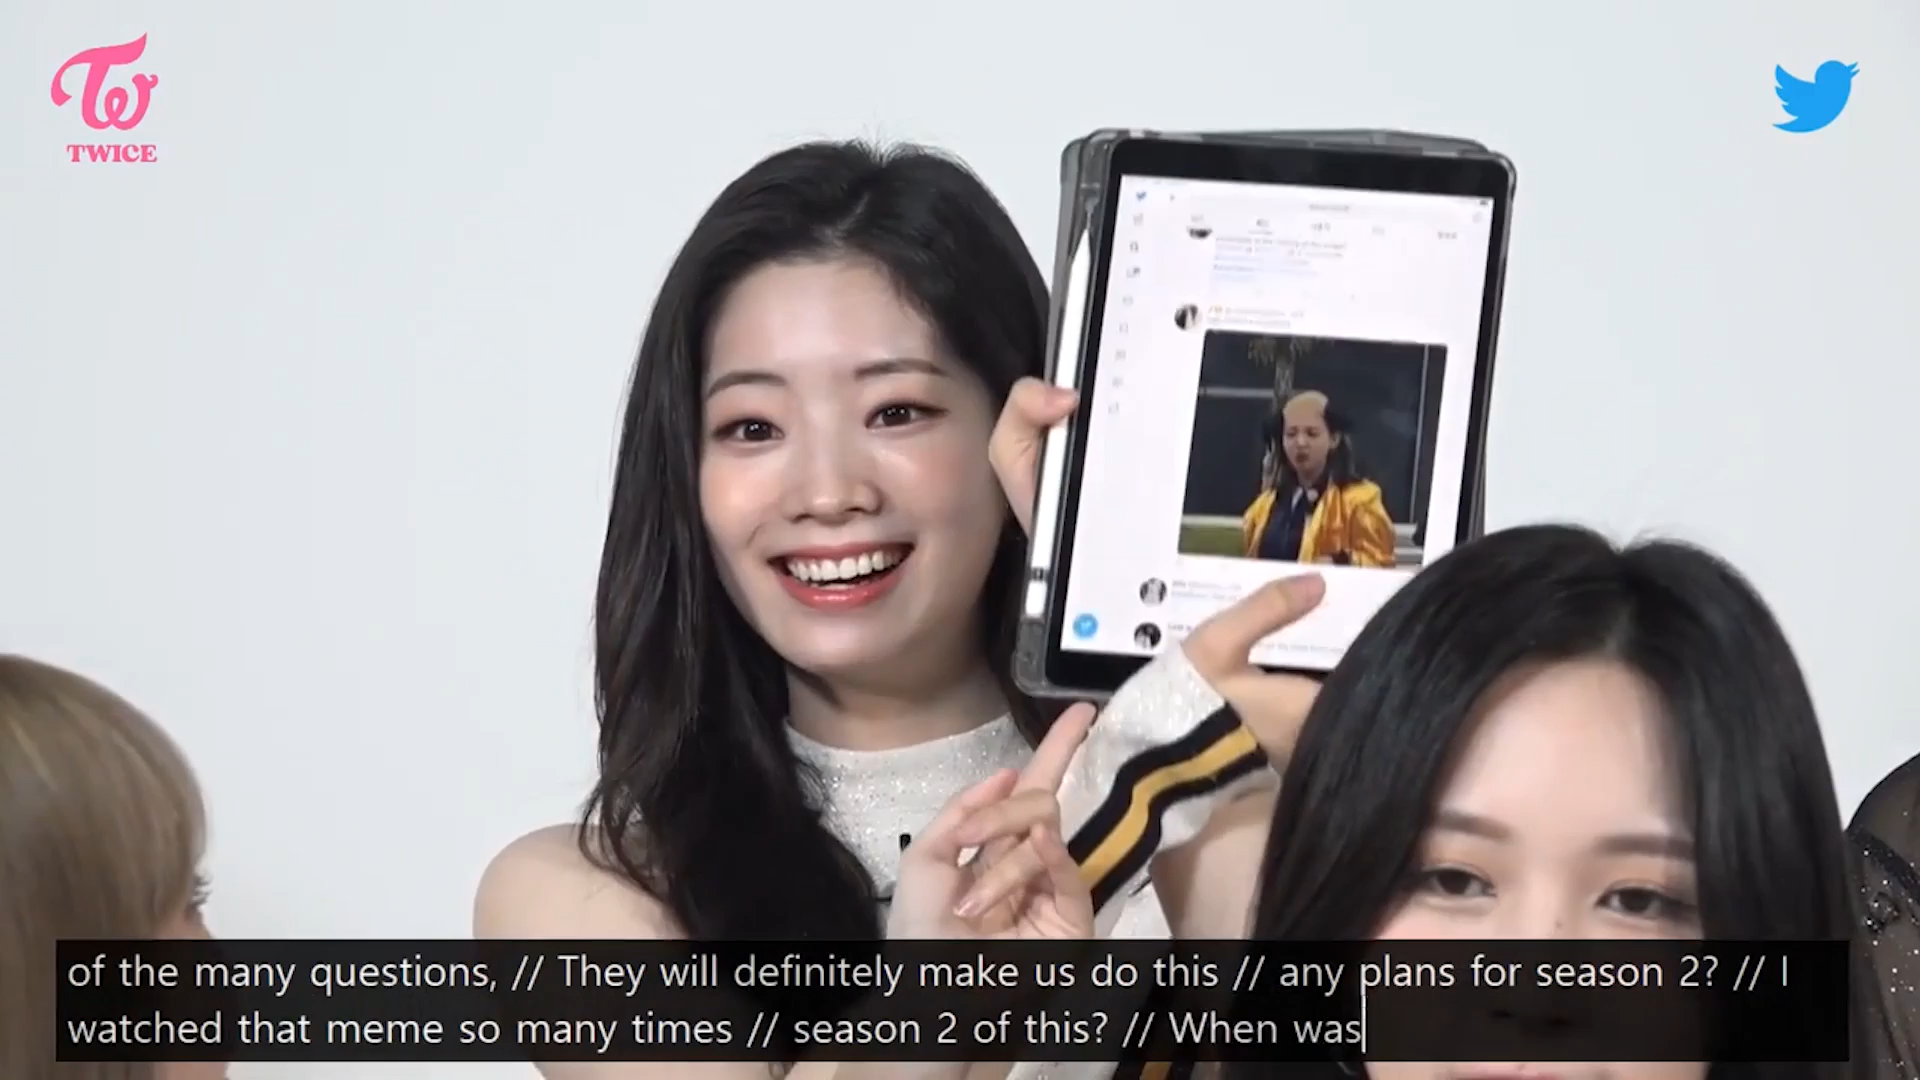 TWICE
of the many questions, // They will definitely make us do this // any plans for season 2? // I
watched that meme so many times // season 2 of this? // When was